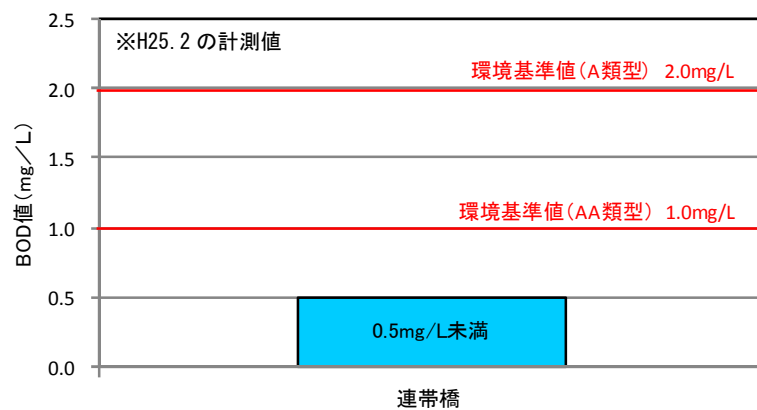 2.5
※H25.2 の計測値
環境基準値(A類型) 2.0mg/L
2.0
1.5
環境基準値(AA類型) 1.0mg/L
1.0
0.5
0.5mg/L未満
0.0
BOD値(mg/L)
連帯橋